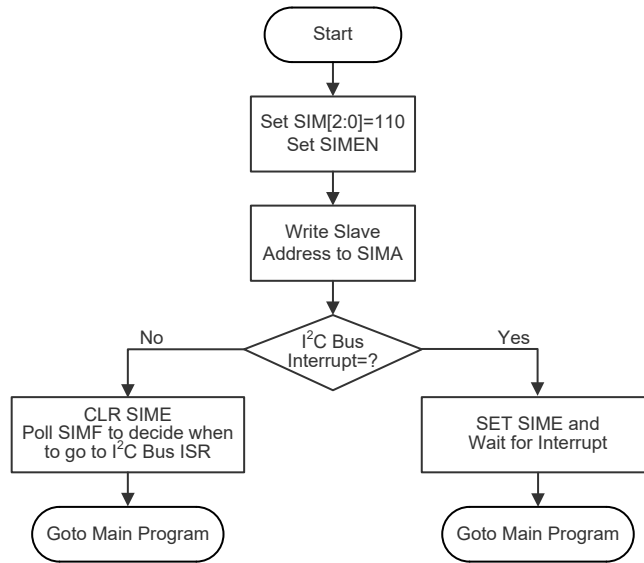 Start
Set SIM[2:0]=110
Set SIMEN
Write Slave
Address to SIMA
I²C Bus
Interrupt=?
No
Yes
CLR SIME
Poll SIMF to decide when
to go to I²C Bus ISR
SET SIME and
Wait for Interrupt
Goto Main Program
Goto Main Program